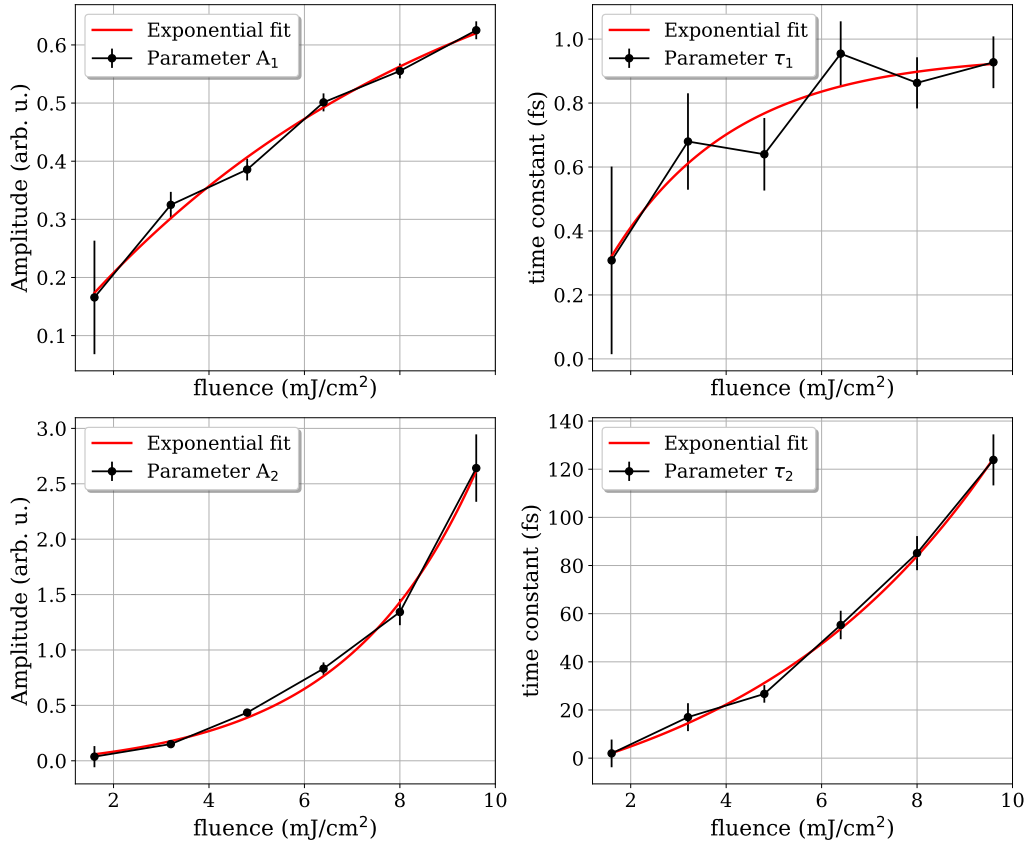 Exponential fit
Parameter A₁
0.6
0.5
0.4
0.3
0.2
0.1
Amplitude (arb. u.)
fluence (mJ/cm²)
Exponential fit
Parameter τ₁
1.0
0.8
0.6
0.4
0.2
0.0
time constant (fs)
fluence (mJ/cm²)
Exponential fit
Parameter A₂
3.0
2.5
2.0
1.5
1.0
0.5
0.0
Amplitude (arb. u.)
2 4 6 8 10
fluence (mJ/cm²)
Exponential fit
Parameter τ₂
140
120
100
80
60
40
20
0
time constant (fs)
2 4 6 8 10
fluence (mJ/cm²)